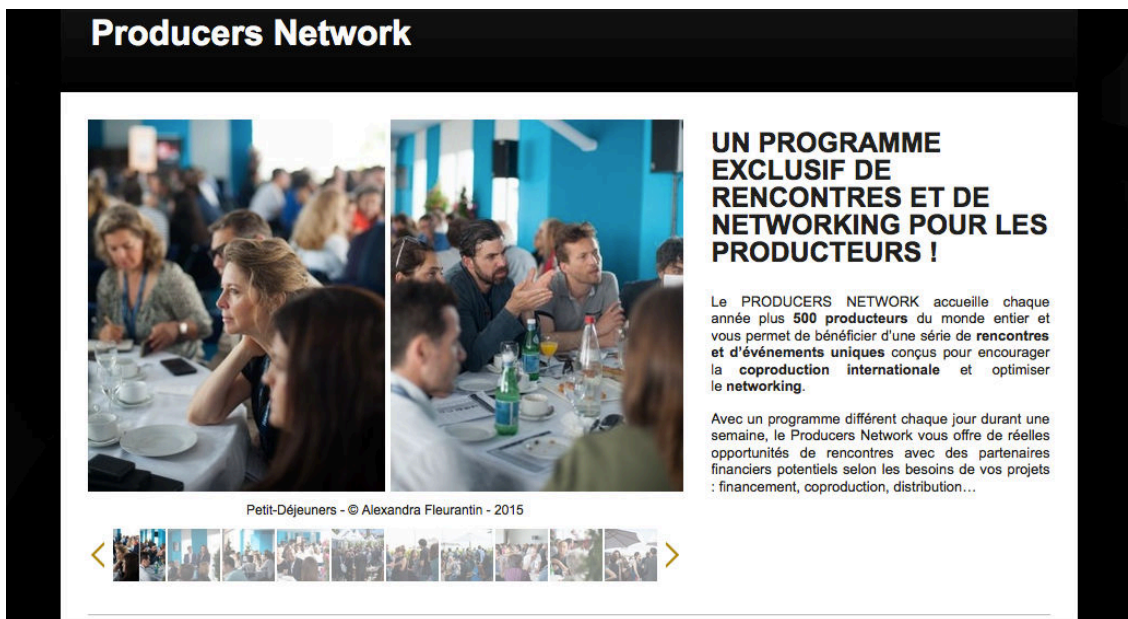 Producers Network
UN PROGRAMME
EXCLUSIF DE
RENCONTRES ET DE
NETWORKING POUR LES
PRODUCTEURS !
Le PRODUCERS NETWORK accueille chaque
année plus 500 producteurs du monde entier et
vous permet de bénéficier d'une série de rencontres
et d'événements uniques conçus pour encourager
la coproduction internationale et optimiser
le networking.
Avec un programme différent chaque jour durant une
semaine, le Producers Network vous offre de réelles
opportunités de rencontres avec des partenaires
financiers potentiels selon les besoins de vos projets
: financement, coproduction, distribution…
Petit-Déjeuners - © Alexandra Fleurantin - 2015